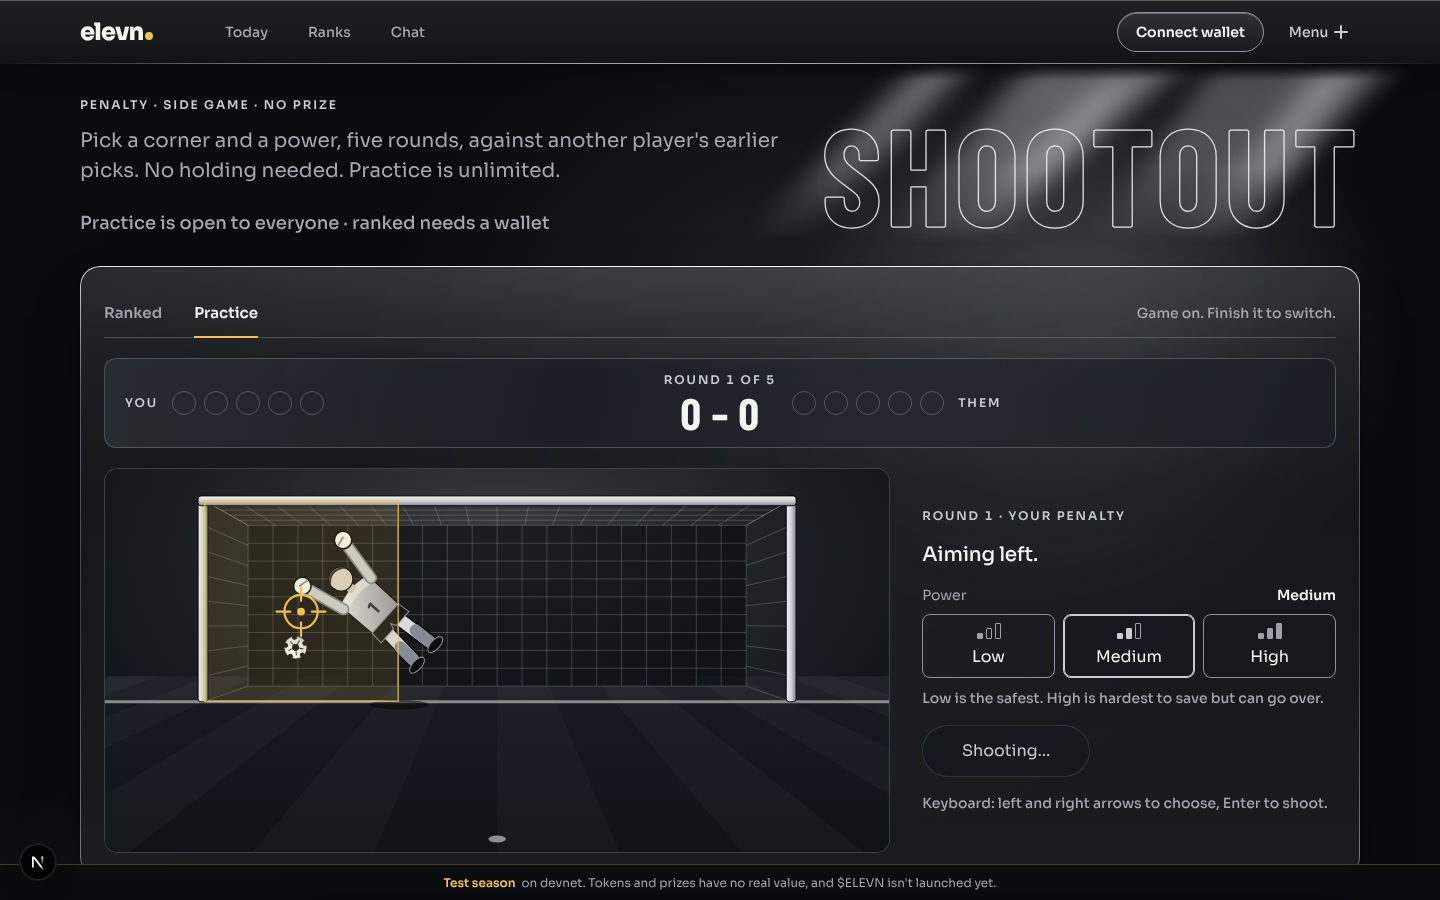 elevn.
Today
Ranks
Chat
Connect wallet
Menu
PENALTY · SIDE GAME · NO PRIZE
Pick a corner and a power, five rounds, against another player's earlier
picks. No holding needed. Practice is unlimited.
Practice is open to everyone · ranked needs a wallet
SHOOTOUT
Ranked
Practice
Game on. Finish it to switch.
YOU
ROUND 1 OF 5
0 - 0
THEM
1
ROUND 1 · YOUR PENALTY
Aiming left.
Power
Medium
Low
Medium
High
Low is the safest. High is hardest to save but can go over.
Shooting...
Keyboard: left and right arrows to choose, Enter to shoot.
N
Test season on devnet. Tokens and prizes have no real value, and $ELEVN isn't launched yet.